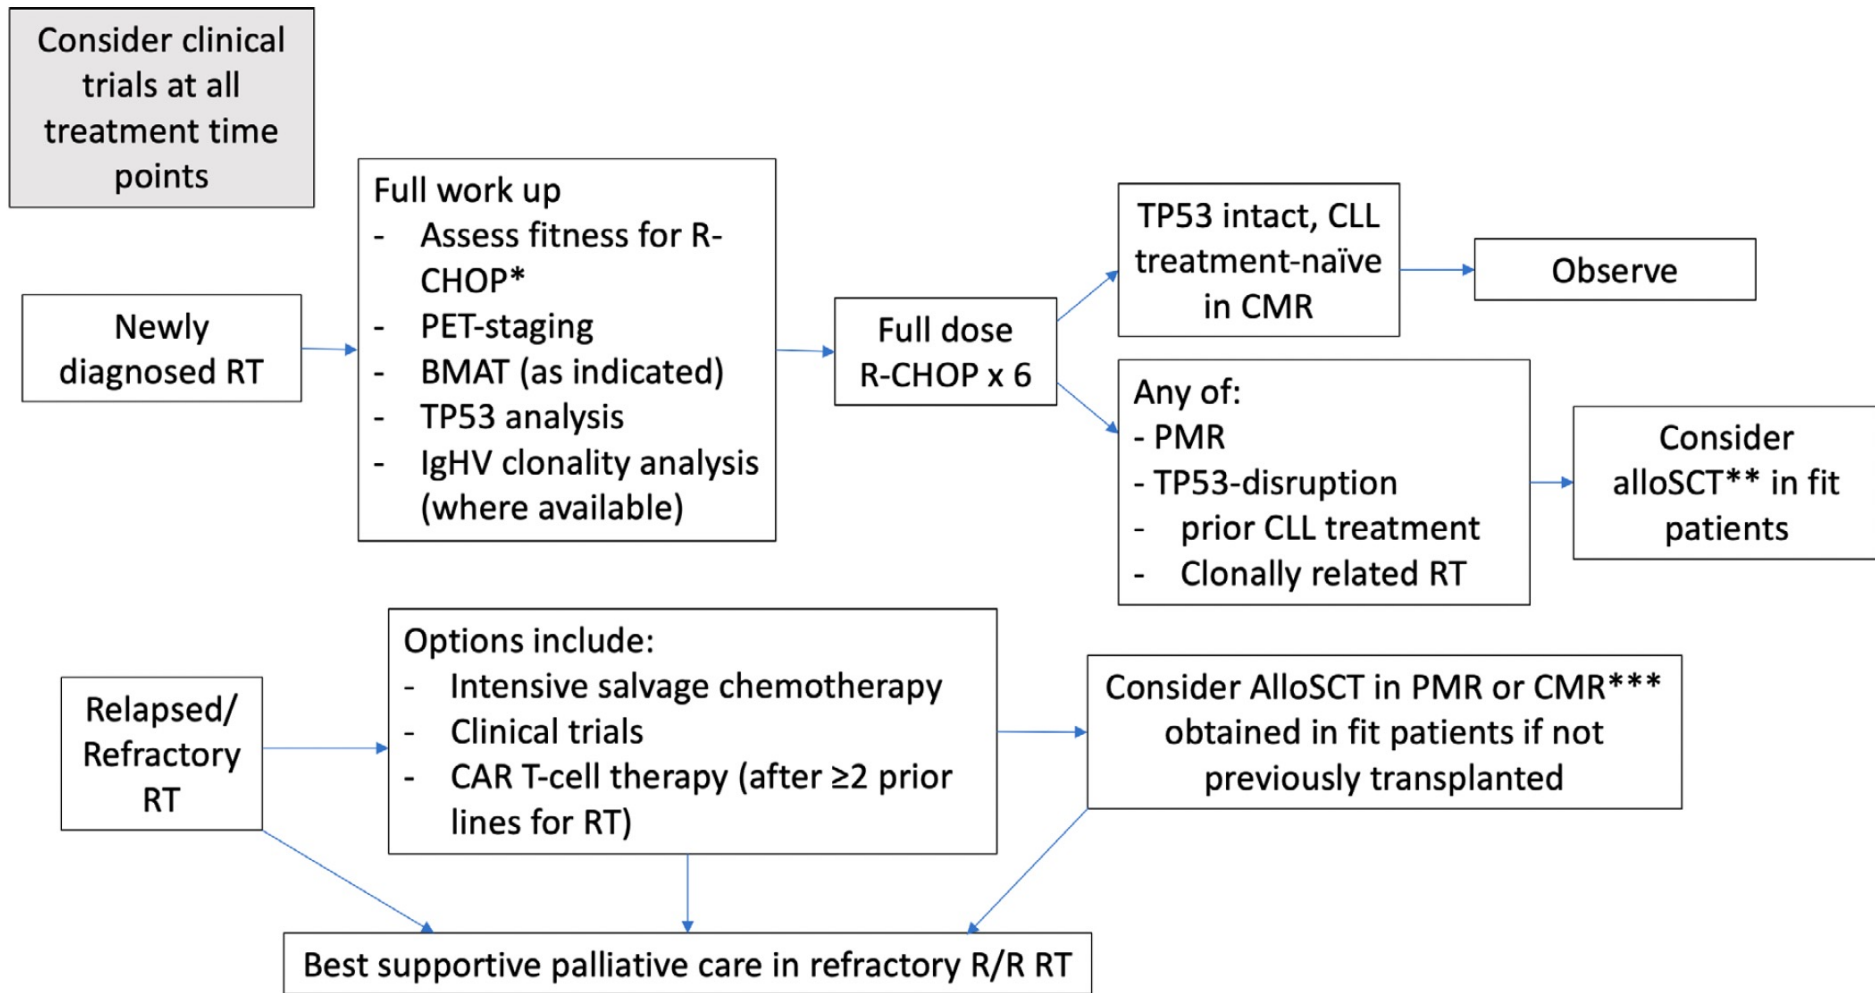 Consider clinical
trials at all
treatment time
points
Newly
diagnosed RT
Full work up
- Assess fitness for R-
CHOP*
- PET-staging
- BMAT (as indicated)
- TP53 analysis
- IgHV clonality analysis
(where available)
Full dose
R-CHOP x 6
TP53 intact, CLL
treatment-naïve
in CMR
Observe
Any of:
- PMR
- TP53-disruption
- prior CLL treatment
- Clonally related RT
Consider
alloSCT** in fit
patients
Relapsed/
Refractory
RT
Options include:
- Intensive salvage chemotherapy
- Clinical trials
- CAR T-cell therapy (after ≥2 prior
lines for RT)
Consider AlloSCT in PMR or CMR***
obtained in fit patients if not
previously transplanted
Best supportive palliative care in refractory R/R RT